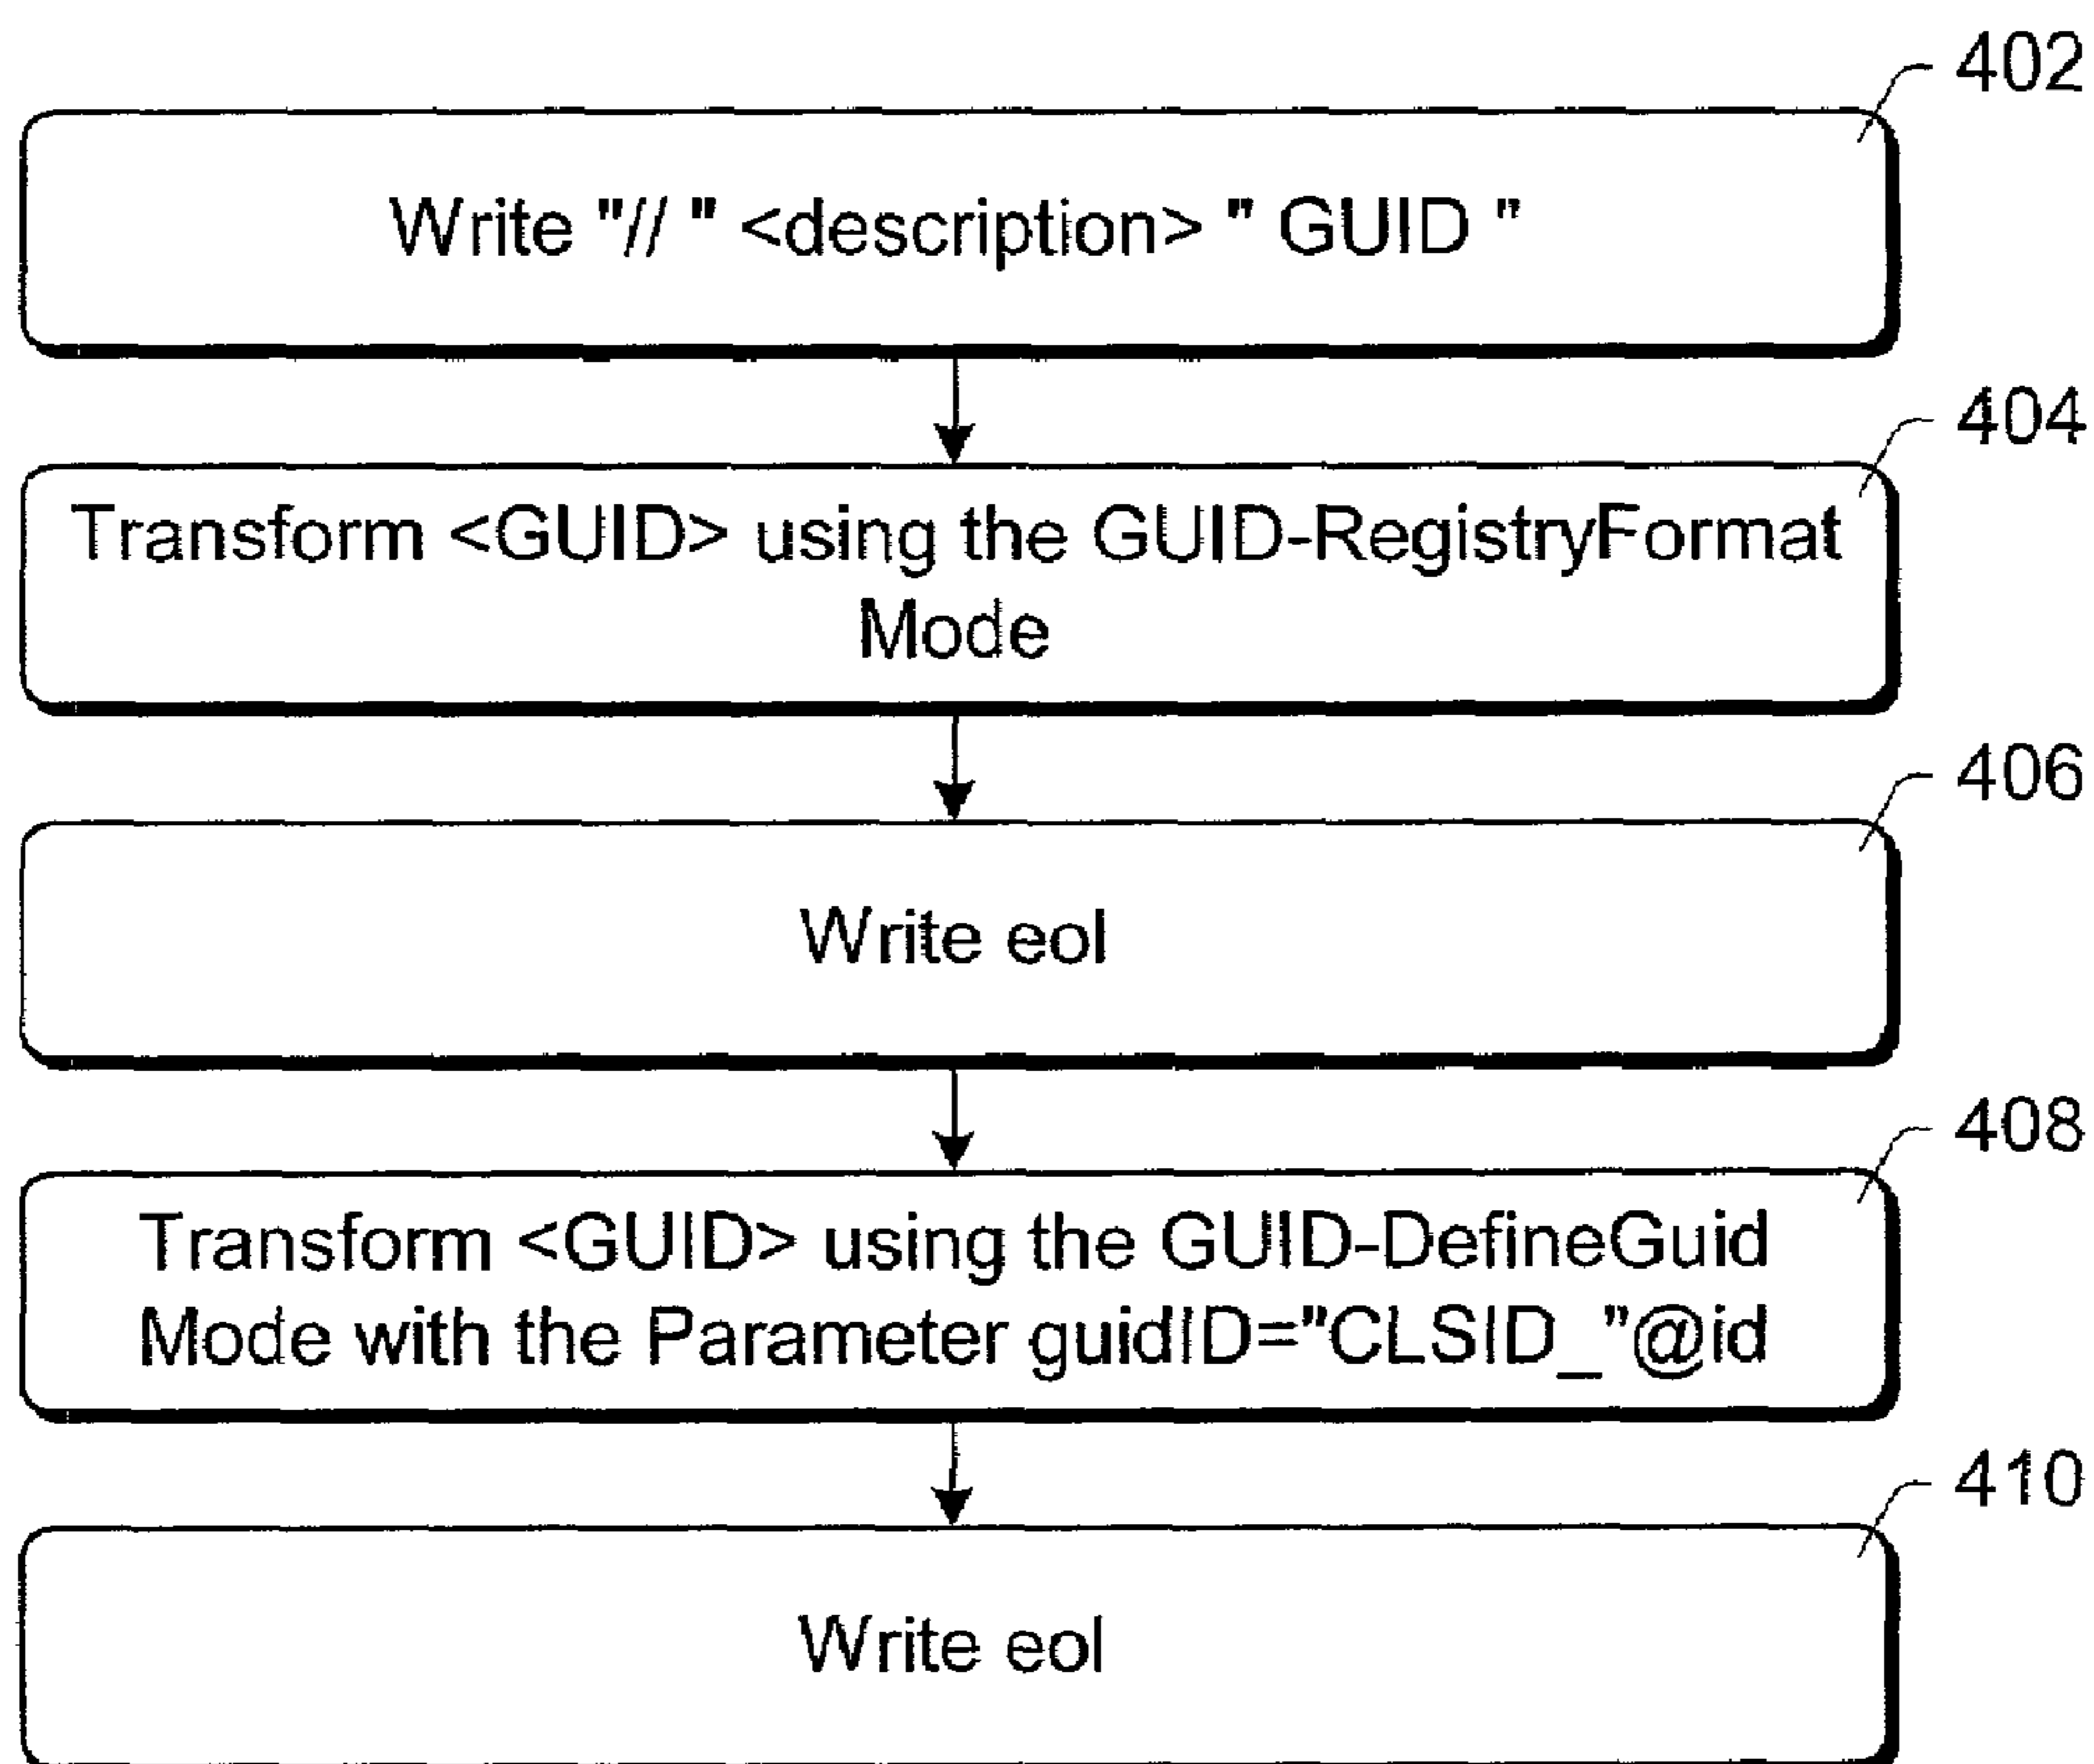 402
Write "// " <description> " GUID "
404
Transform <GUID> using the GUID-RegistryFormat
Mode
406
Write eol
408
Transform <GUID> using the GUID-DefineGuid
Mode with the Parameter guidID="CLSID_”@id
410
Write eol